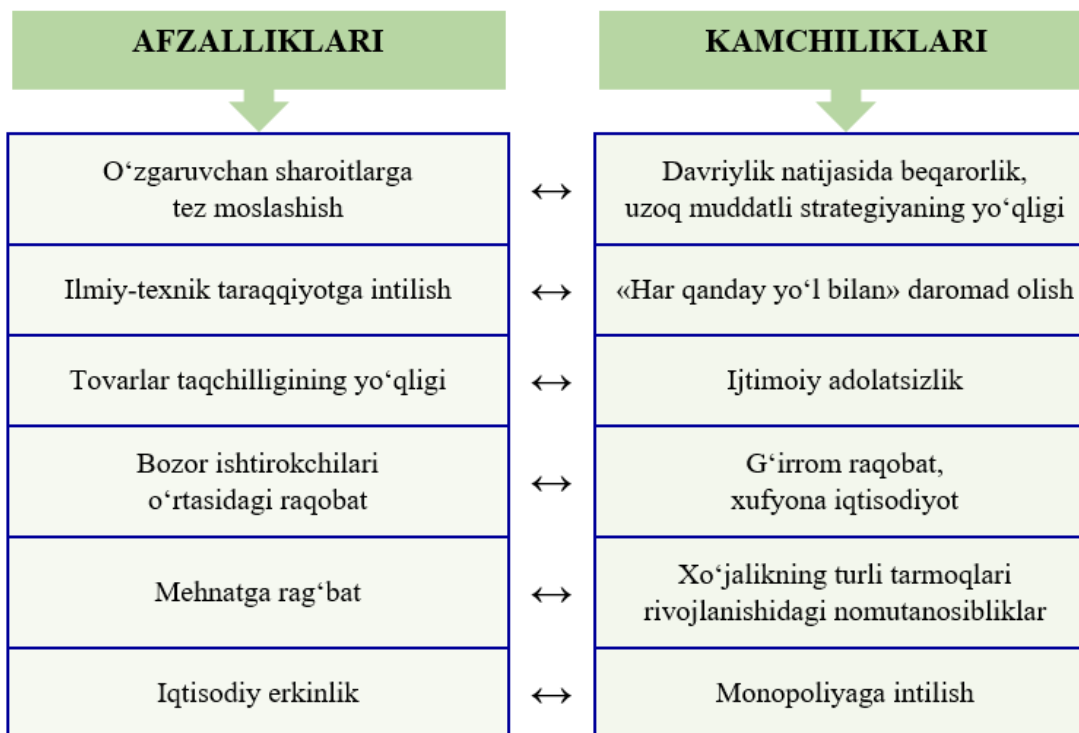 AFZALLIKLARI
KAMCHILIKLARI
O‘zgaruvchan sharoitlarga
tez moslashish
↔
Davriylik natijasida beqarorlik,
uzoq muddatli strategiyaning yo‘qligi
Ilmiy-texnik taraqqiyotga intilish
↔
«Har qanday yo‘l bilan» daromad olish
Tovarlar taqchilligining yo‘qligi
↔
Ijtimoiy adolatsizlik
Bozor ishtirokchilari
o‘rtasidagi raqobat
↔
G‘irrom raqobat,
xufyona iqtisodiyot
Mehnatga rag‘bat
↔
Xo‘jalikning turli tarmoqlari
rivojlanishidagi nomutanosibliklar
Iqtisodiy erkinlik
↔
Monopoliyaga intilish